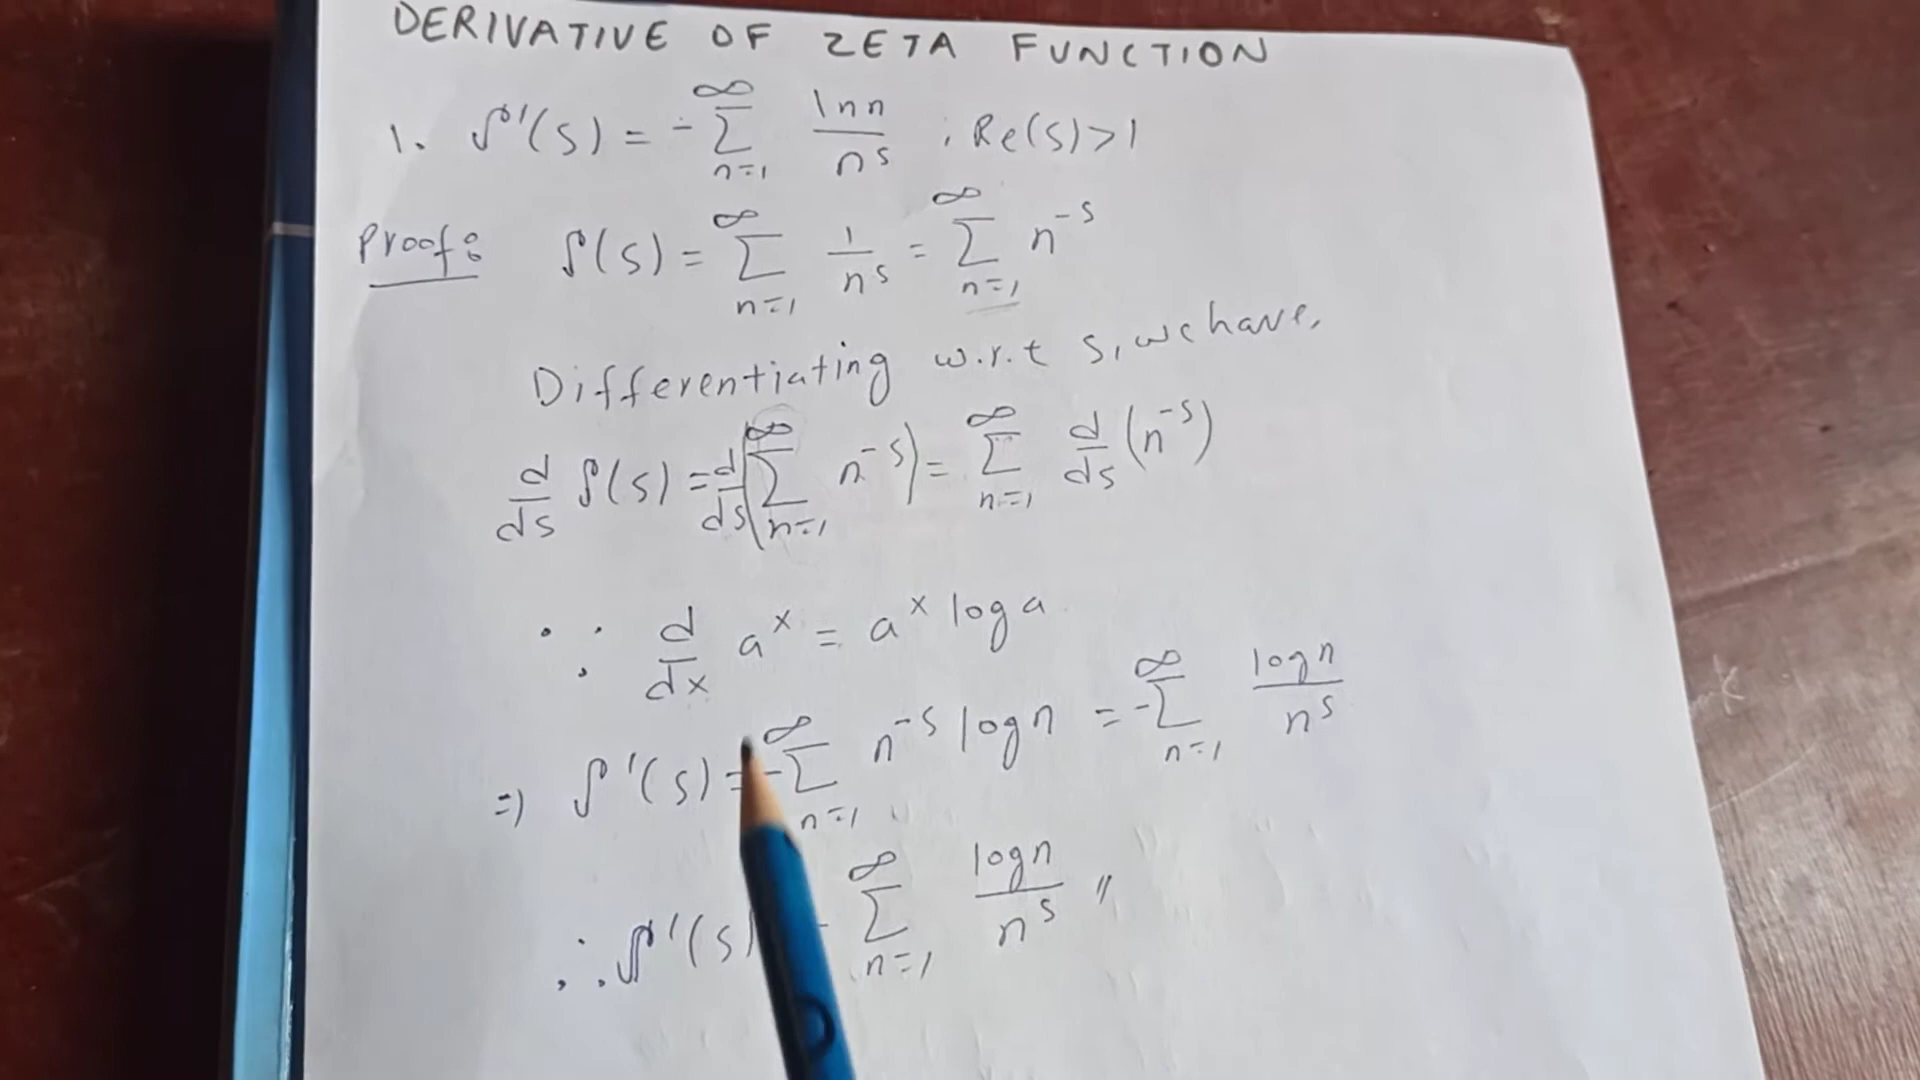 DERIVATIVE OF ZETA FUNCTION
1. ζ'(s) = -∑_{n=1}^{∞} ln n / n^s , Re(s)>1
Proof: ζ(s) = ∑_{n=1}^{∞} 1/n^s = ∑_{n=1}^{∞} n^{-s}
Differentiating w.r.t s, we have,
d/ds ζ(s) = d/ds (∑_{n=1}^{∞} n^{-s}) = ∑_{n=1}^{∞} d/ds (n^{-s})
∵ d/dx a^x = a^x log a
=) ζ'(s) = -∑_{n=1}^{∞} n^{-s} log n = -∑_{n=1}^{∞} log n / n^s
∴ ζ'(s) - ∑_{n=1}^{∞} log n / n^s //